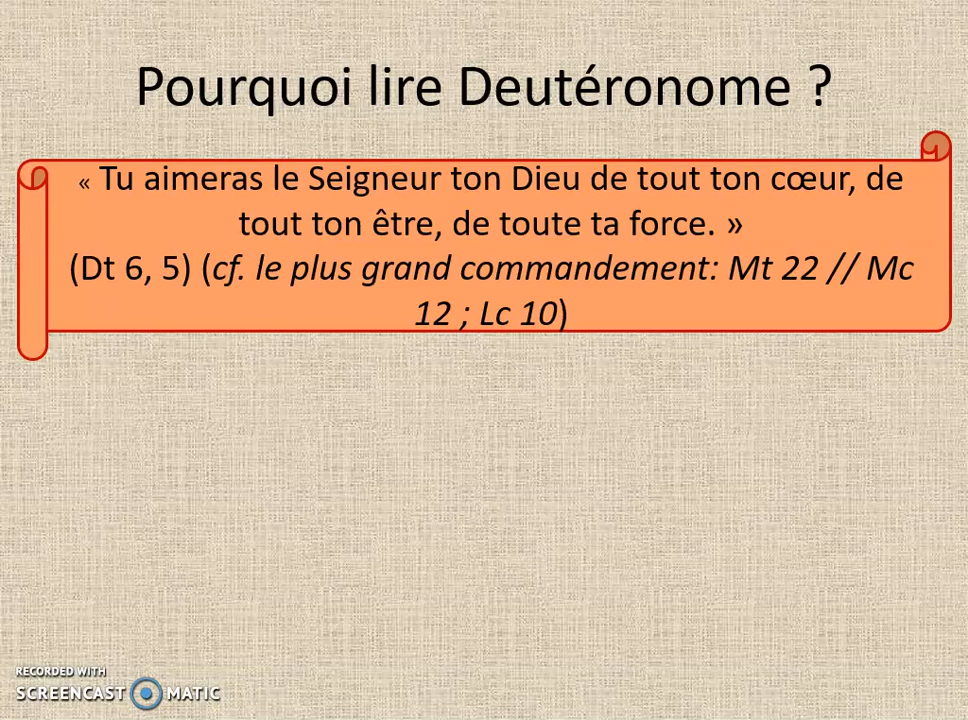 Pourquoi lire Deutéronome ?
« Tu aimeras le Seigneur ton Dieu de tout ton cœur, de
tout ton être, de toute ta force. »
(Dt 6, 5) (cf. le plus grand commandement: Mt 22 // Mc
12 ; Lc 10)
RECORDED WITH
SCREENCAST MATIC